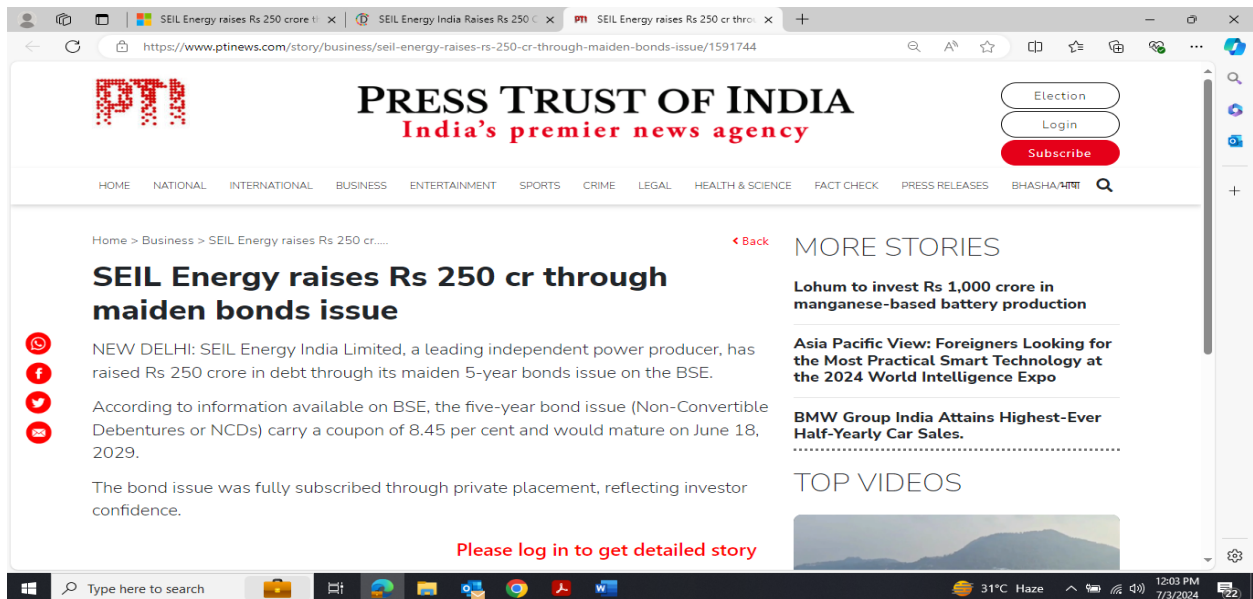 SEIL Energy raises Rs 250 crore th
SEIL Energy India Raises Rs 250 C
PTI SEIL Energy raises Rs 250 cr thro
https://www.ptinews.com/story/business/seil-energy-raises-rs-250-cr-through-maiden-bonds-issue/1591744
PTI
PRESS TRUST OF INDIA
India's premier news agency
Election
Login
Subscribe
HOME NATIONAL INTERNATIONAL BUSINESS ENTERTAINMENT SPORTS CRIME LEGAL HEALTH & SCIENCE FACT CHECK PRESS RELEASES BHASHA/भाषा
Home > Business > SEIL Energy raises Rs 250 cr.....
Back
SEIL Energy raises Rs 250 cr through
maiden bonds issue
NEW DELHI: SEIL Energy India Limited, a leading independent power producer, has
raised Rs 250 crore in debt through its maiden 5-year bonds issue on the BSE.
According to information available on BSE, the five-year bond issue (Non-Convertible
Debentures or NCDs) carry a coupon of 8.45 per cent and would mature on June 18,
2029.
The bond issue was fully subscribed through private placement, reflecting investor
confidence.
Please log in to get detailed story
MORE STORIES
Lohum to invest Rs 1,000 crore in
manganese-based battery production
Asia Pacific View: Foreigners Looking for
the Most Practical Smart Technology at
the 2024 World Intelligence Expo
BMW Group India Attains Highest-Ever
Half-Yearly Car Sales.
TOP VIDEOS
Type here to search
31°C Haze
12:03 PM
7/3/2024
22